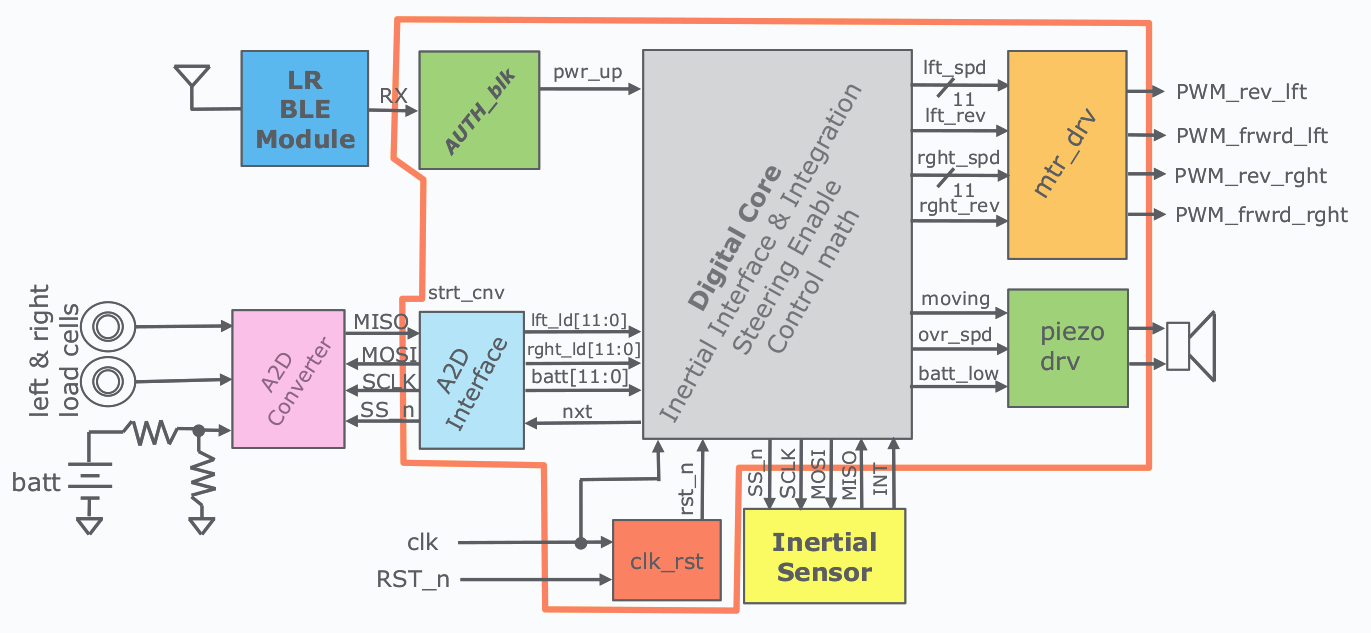 LR
BLE
Module
RX
AUTH_blk
pwr_up
Digital Core
Inertial Interface & Integration
Steering Enable
Control math
lft_spd
11
lft_rev
rght_spd
11
rght_rev
mtr_drv
PWM_rev_lft
PWM_frwrd_lft
PWM_rev_rght
PWM_frwrd_rght
left & right
load cells
A2D
Converter
MISO
MOSI
SCLK
SS_n
strt_cnv
A2D
Interface
lft_ld[11:0]
rght_ld[11:0]
batt[11:0]
nxt
moving
ovr_spd
batt_low
piezo
drv
batt
clk
RST_n
clk_rst
rst_n
SS_n
SCLK
MOSI
MISO
INT
Inertial
Sensor